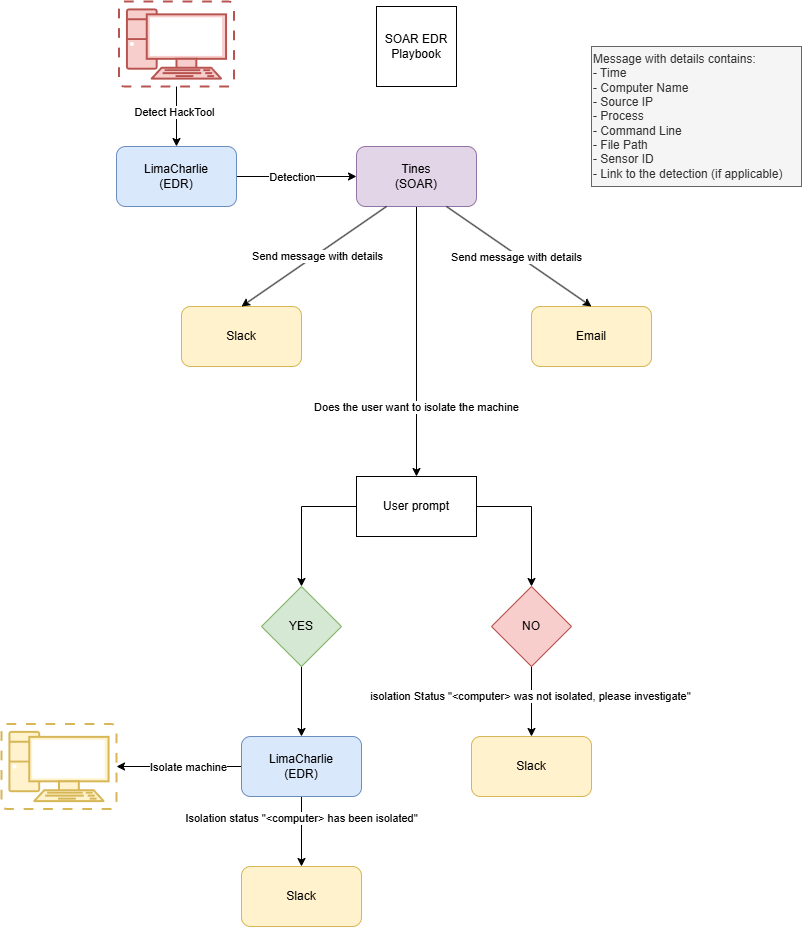 SOAR EDR
Playbook
Message with details contains:
- Time
- Computer Name
- Source IP
- Process
- Command Line
- File Path
- Sensor ID
- Link to the detection (if applicable)
Detect HackTool
LimaCharlie
(EDR)
Detection
Tines
(SOAR)
Send message with details
Send message with details
Slack
Email
Does the user want to isolate the machine
User prompt
YES
NO
isolation Status "<computer> was not isolated, please investigate"
Isolate machine
LimaCharlie
(EDR)
Slack
Isolation status "<computer> has been isolated"
Slack